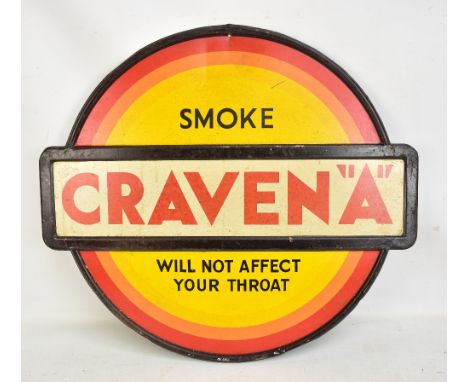 SMOKE
CRAVEN "A"
WILL NOT AFFECT
YOUR THROAT